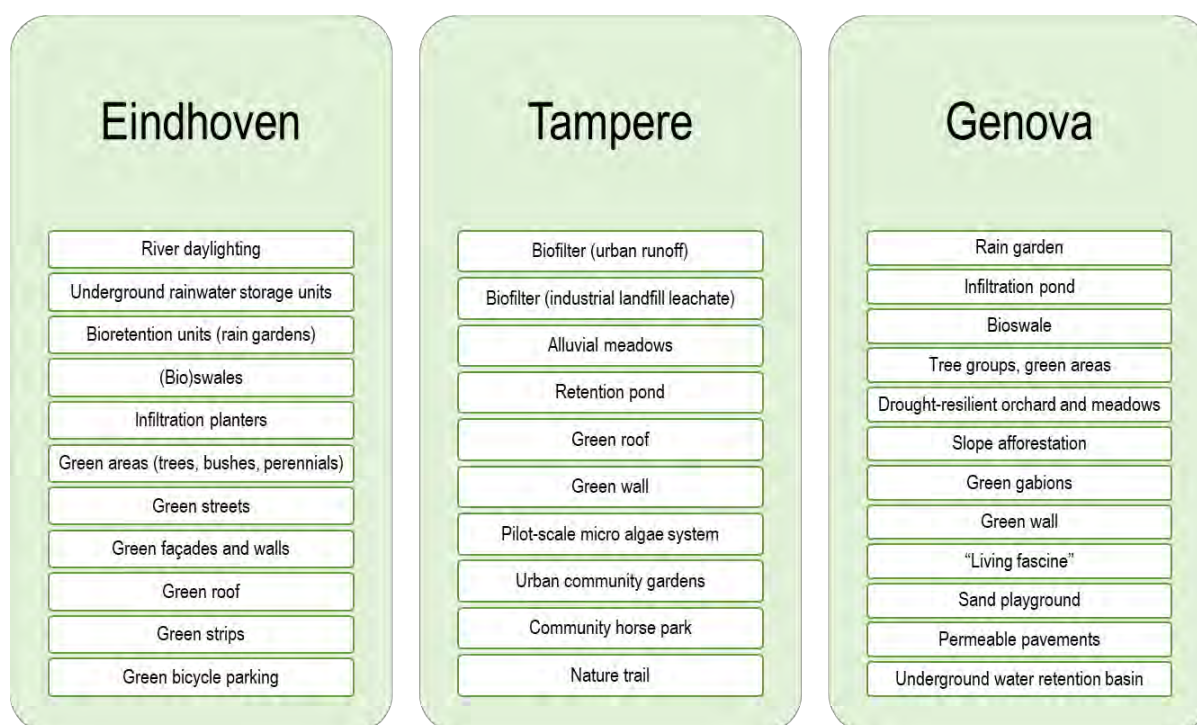 Eindhoven
River daylighting
Underground rainwater storage units
Bioretention units (rain gardens)
(Bio)swales
Infiltration planters
Green areas (trees, bushes, perennials)
Green streets
Green façades and walls
Green roof
Green strips
Green bicycle parking
Tampere
Biofilter (urban runoff)
Biofilter (industrial landfill leachate)
Alluvial meadows
Retention pond
Green roof
Green wall
Pilot-scale micro algae system
Urban community gardens
Community horse park
Nature trail
Genova
Rain garden
Infiltration pond
Bioswale
Tree groups, green areas
Drought-resilient orchard and meadows
Slope afforestation
Green gabions
Green wall
“Living fascine”
Sand playground
Permeable pavements
Underground water retention basin